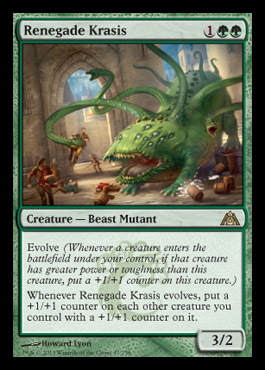 Renegade Krasis 1
Creature — Beast Mutant
Evolve (Whenever a creature enters the
battlefield under your control, if that
creature has greater power or toughness than this
creature, put a +1/+1 counter on this creature.)
Whenever Renegade Krasis evolves, put a
+1/+1 counter on each other creature you
control with a +1/+1 counter on it.
Howard Lyon
3/2